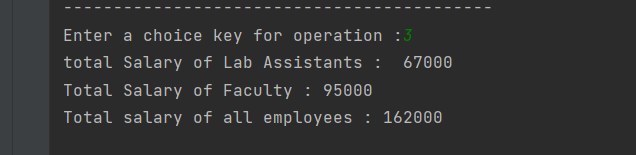 -------------------------------------------
Enter a choice key for operation :3
total Salary of Lab Assistants :  67000
Total Salary of Faculty : 95000
Total salary of all employees : 162000